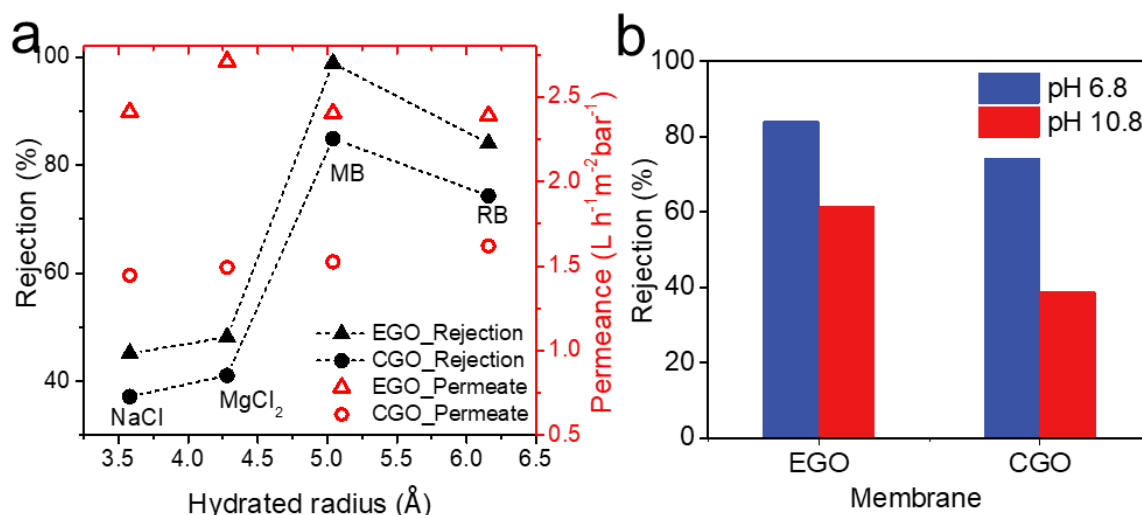 a
Rejection (%)
100
80
60
40
3.5 4.0 4.5 5.0 5.5 6.0 6.5
Hydrated radius (Å)
2.5
2.0
1.5
1.0
0.5
Permeance (L h⁻¹m⁻²bar⁻¹)
NaCl
MgCl₂
MB
RB
EGO_Rejection
CGO_Rejection
EGO_Permeate
CGO_Permeate
b
Rejection (%)
100
80
60
40
20
0
EGO CGO
Membrane
pH 6.8
pH 10.8